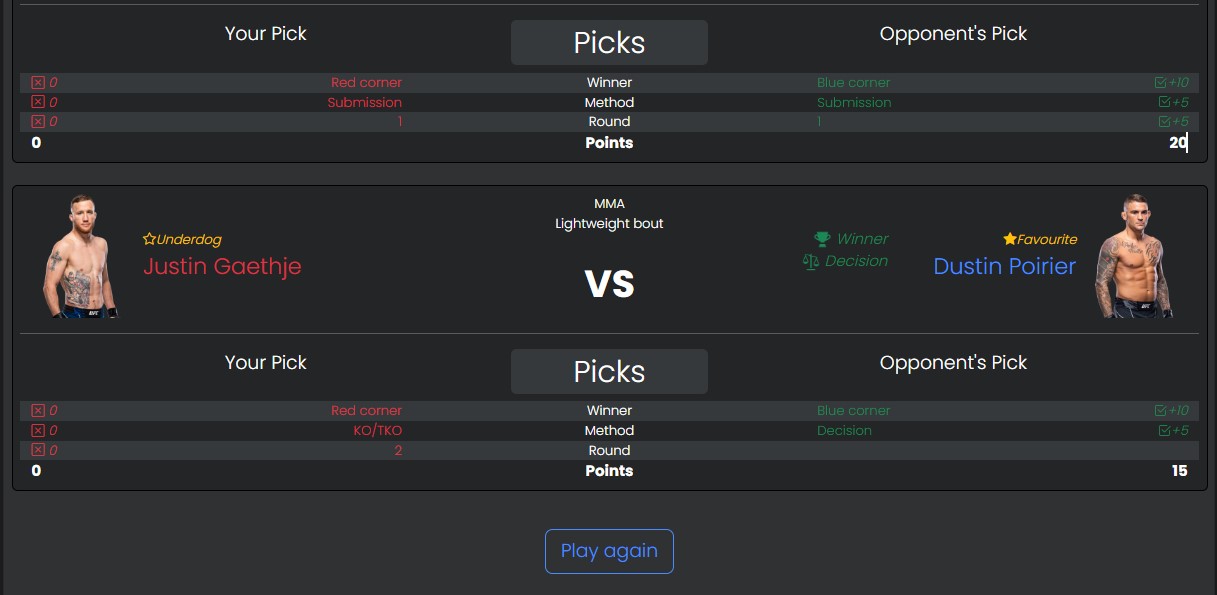 Your Pick Picks Opponent's Pick
0 Red corner Winner Blue corner +10
0 Submission Method Submission +5
0 1 Round 1 +5
0 Points 20
MMA
Lightweight bout
Underdog Winner Favourite
Justin Gaethje Decision Dustin Poirier
VS
UFC UFC
Your Pick Picks Opponent's Pick
0 Red corner Winner Blue corner +10
0 KO/TKO Method Decision +5
0 2 Round
0 Points 15
Play again